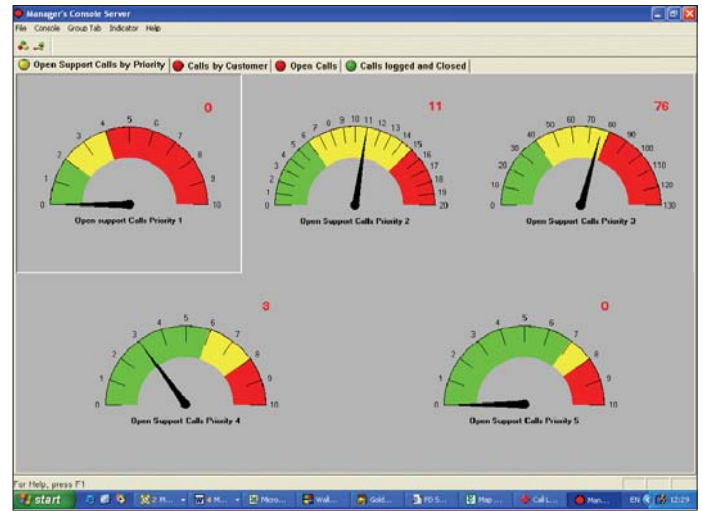 Manager's Console Server
File Console Group Tab Indicator Help
Open Support Calls by Priority Calls by Customer Open Calls Calls logged and Closed
0
0 1 2 3 4 5 6 7 8 9 10
Open support Calls Priority 1
11
0 1 2 3 4 5 6 7 8 9 10 11 12 13 14 15 16 17 18 19 20
Open Support Calls Priority 2
76
0 10 20 30 40 50 60 70 80 90 100 110 120 130
Open Support Calls Priority 3
3
0 1 2 3 4 5 6 7 8 9 10
Open Support Calls Priority 4
0
0 1 2 3 4 5 6 7 8 9 10
Open Support Calls Priority 5
For Help, press F1
start 2 M... 4 M... Micro... Wal... Gold... FD S... Map ... Call L... Man... EN 12:29